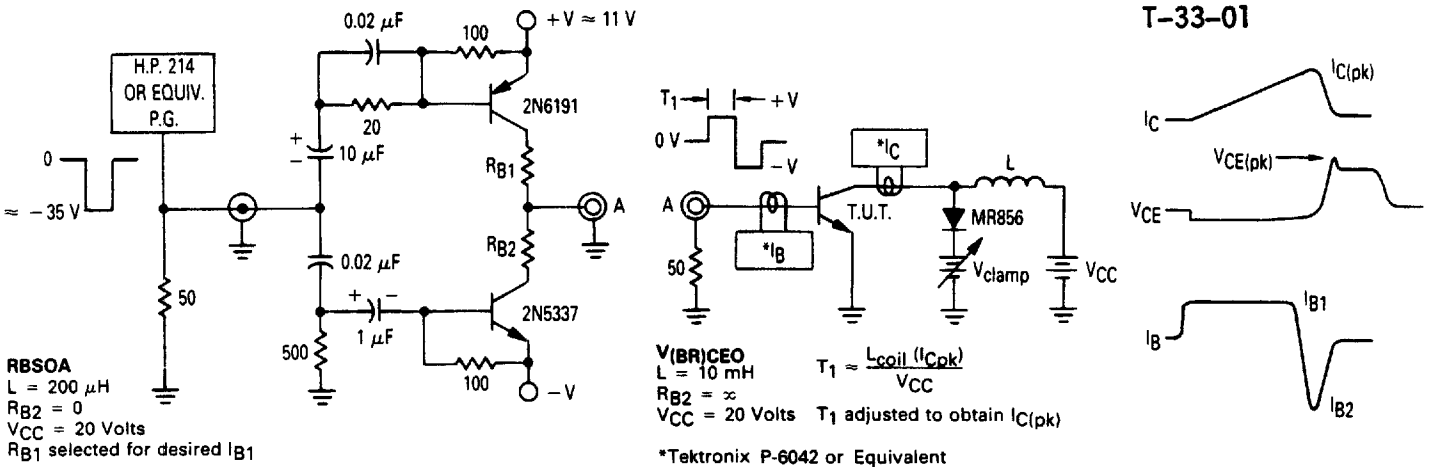 T-33-01
0.02 μF
100
+V ≈ 11 V
H.P. 214
OR EQUIV.
P.G.
20
2N6191
+
−
10 μF
RB1
0
≈ −35 V
A
RB2
50
0.02 μF
+ −
1 μF
2N5337
500
100
−V
RBSOA
L = 200 μH
RB2 = 0
VCC = 20 Volts
RB1 selected for desired IB1
T1
+V
0 V
−V
*IC
L
A
T.U.T.
MR856
*IB
50
Vclamp
VCC
V(BR)CEO
L = 10 mH
RB2 = ∞
VCC = 20 Volts
T1 ≈ Lcoil (ICpk)
VCC
T1 adjusted to obtain IC(pk)
*Tektronix P-6042 or Equivalent
IC(pk)
IC
VCE(pk)
VCE
IB1
IB
IB2